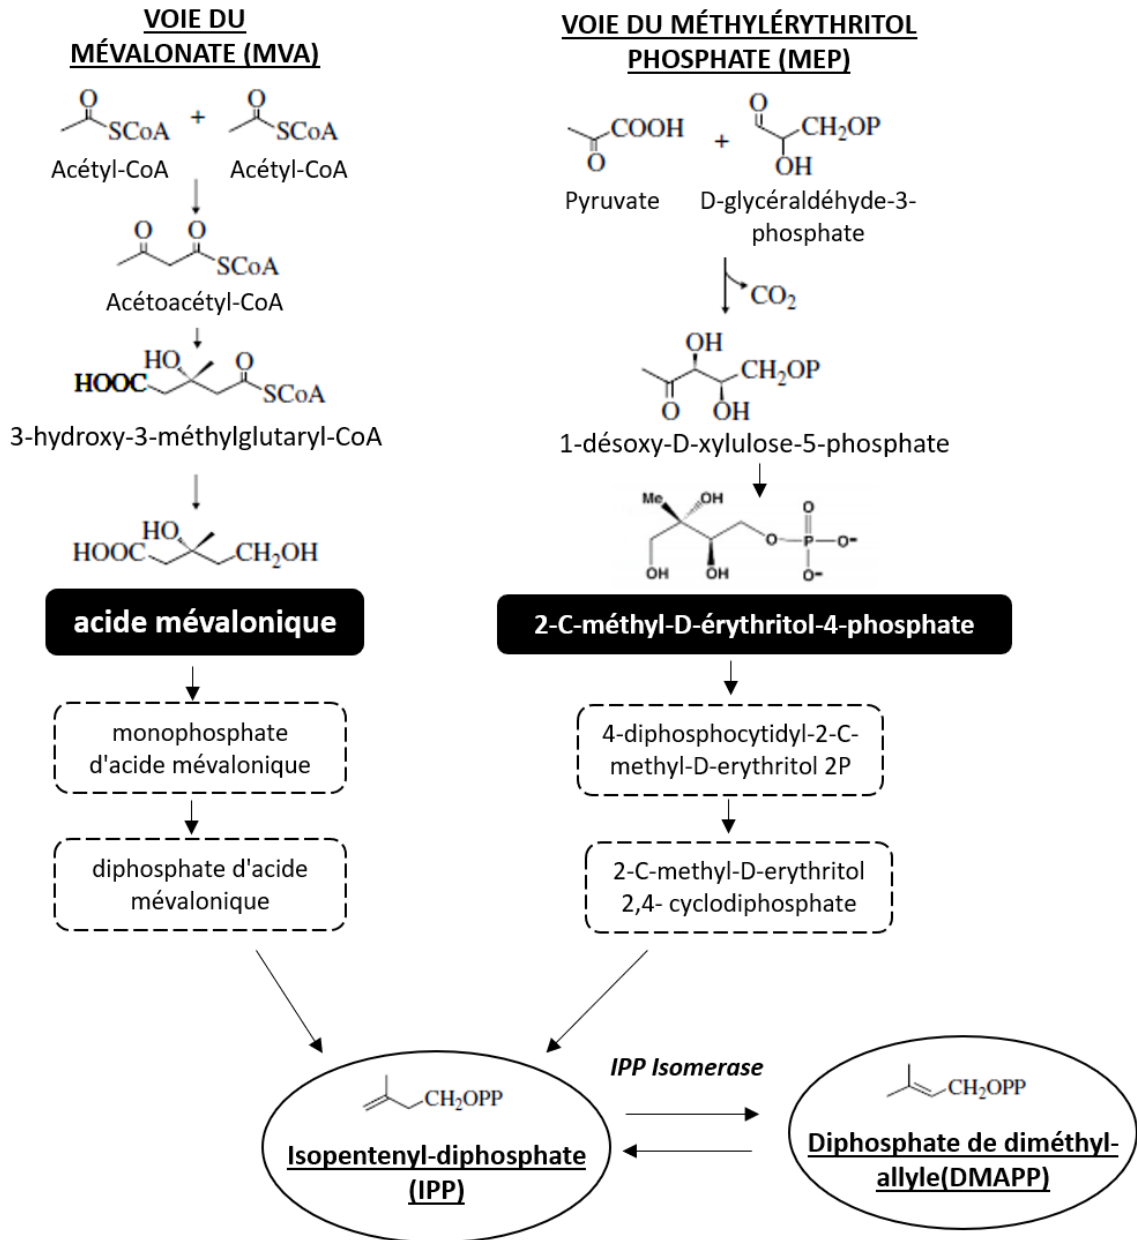 VOIE DU
MÉVALONATE (MVA)
O
SCoA
+
O
SCoA
Acétyl-CoA
Acétyl-CoA
O
O
SCoA
Acétoacétyl-CoA
HO
O
HOOC
SCoA
3-hydroxy-3-méthylglutaryl-CoA
HO
HOOC
CH₂OH
acide mévalonique
monophosphate
d'acide mévalonique
diphosphate d'acide
mévalonique
VOIE DU MÉTHYLÉRYTHRITOL
PHOSPHATE (MEP)
COOH
O
+
O
CH₂OP
OH
Pyruvate
D-glycéraldéhyde-3-
phosphate
CO₂
OH
CH₂OP
O
OH
1-désoxy-D-xylulose-5-phosphate
Me
OH
O
O
P
O-
OH
OH
O-
2-C-méthyl-D-érythritol-4-phosphate
4-diphosphocytidyl-2-C-
methyl-D-erythritol 2P
2-C-methyl-D-erythritol
2,4- cyclodiphosphate
CH₂OPP
Isopentenyl-diphosphate
(IPP)
IPP Isomerase
CH₂OPP
Diphosphate de diméthyl-
allyle(DMAPP)